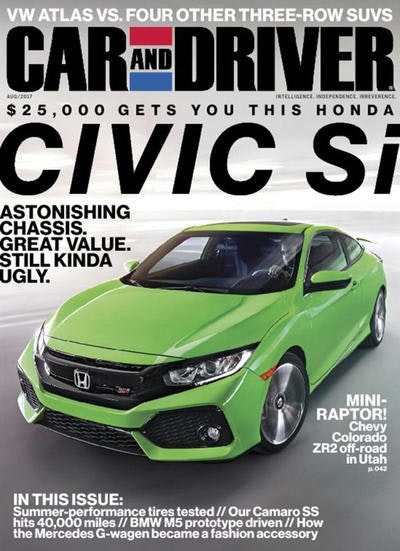 VW ATLAS VS. FOUR OTHER THREE-ROW SUVS
CAR AND DRIVER
AUG/2017
INTELLIGENCE. INDEPENDENCE. IRREVERENCE.
$25,000 GETS YOU THIS HONDA
CIVIC Si
ASTONISHING
CHASSIS.
GREAT VALUE.
STILL KINDA
UGLY.
MINI-
RAPTOR!
Chevy
Colorado
ZR2 off-road
in Utah
p.042
IN THIS ISSUE:
Summer-performance tires tested // Our Camaro SS
hits 40,000 miles // BMW M5 prototype driven // How
the Mercedes G-wagen became a fashion accessory